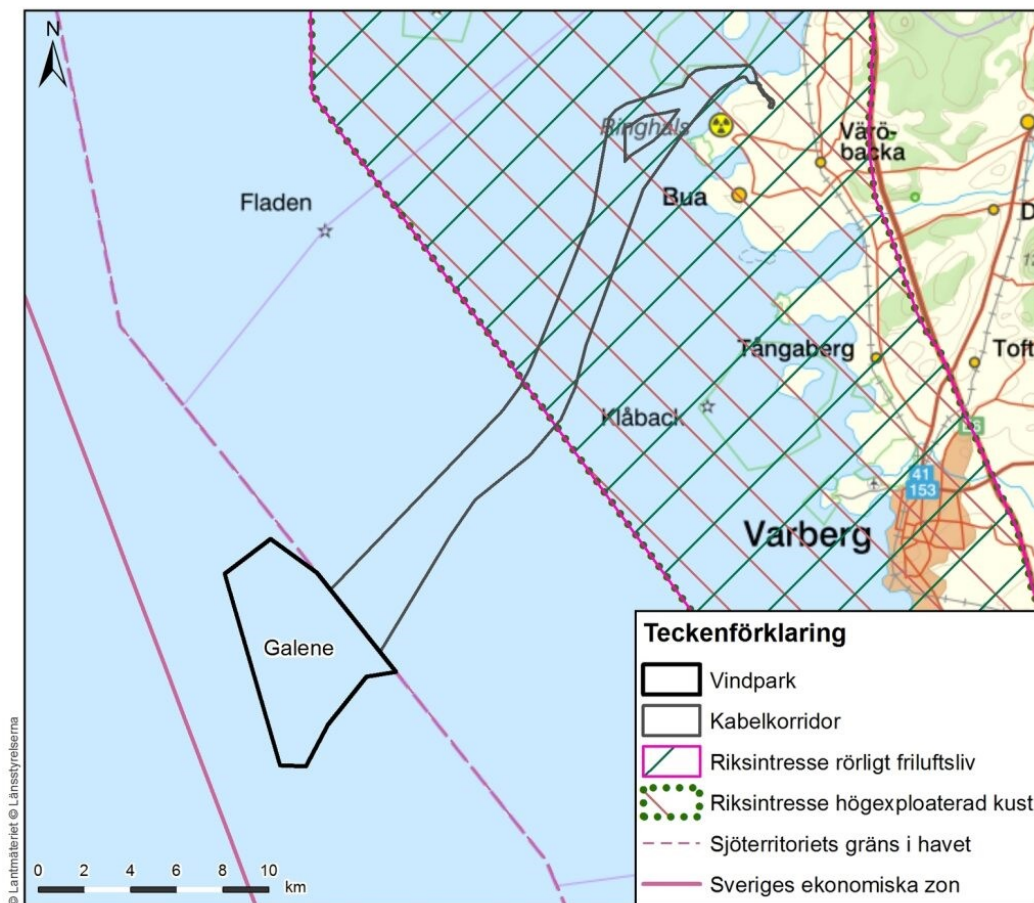 N
Fladen
Ringhals
Värö-
backa
Bua
D
Tångaberg
Toft
Klåback
41
153
Varberg
Galene
Teckenförklaring
Vindpark
Kabelkorridor
Riksintresse rörligt friluftsliv
Riksintresse högexploaterad kust
Sjöterritoriets gräns i havet
Sveriges ekonomiska zon
0 2 4 6 8 10
km
© Lantmäteriet © Länsstyrelserna